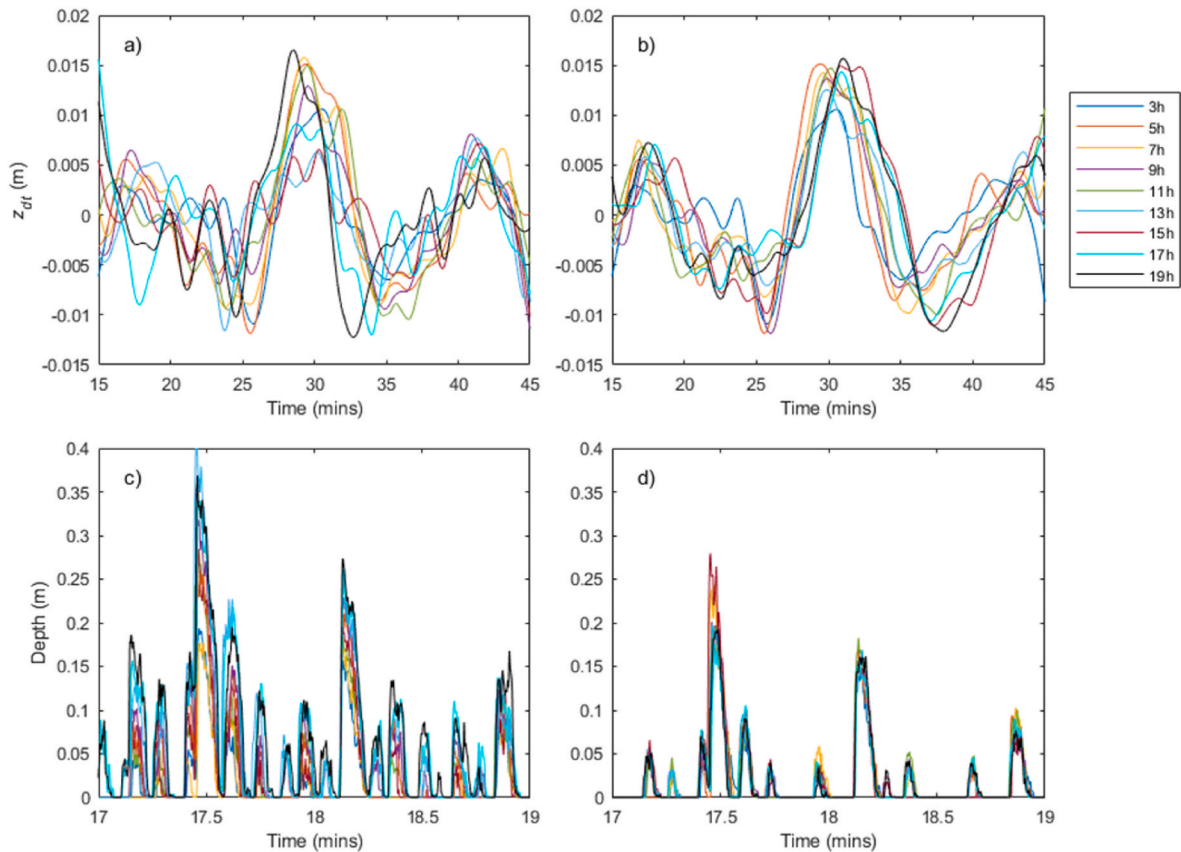 a)
0.02
0.015
0.01
0.005
0
-0.005
-0.01
-0.015
z_dt (m)
15 20 25 30 35 40 45
Time (mins)
b)
0.02
0.015
0.01
0.005
0
-0.005
-0.01
-0.015
15 20 25 30 35 40 45
Time (mins)
3h
5h
7h
9h
11h
13h
15h
17h
19h
c)
0.4
0.35
0.3
0.25
0.2
0.15
0.1
0.05
0
Depth (m)
17 17.5 18 18.5 19
Time (mins)
d)
0.4
0.35
0.3
0.25
0.2
0.15
0.1
0.05
0
17 17.5 18 18.5 19
Time (mins)